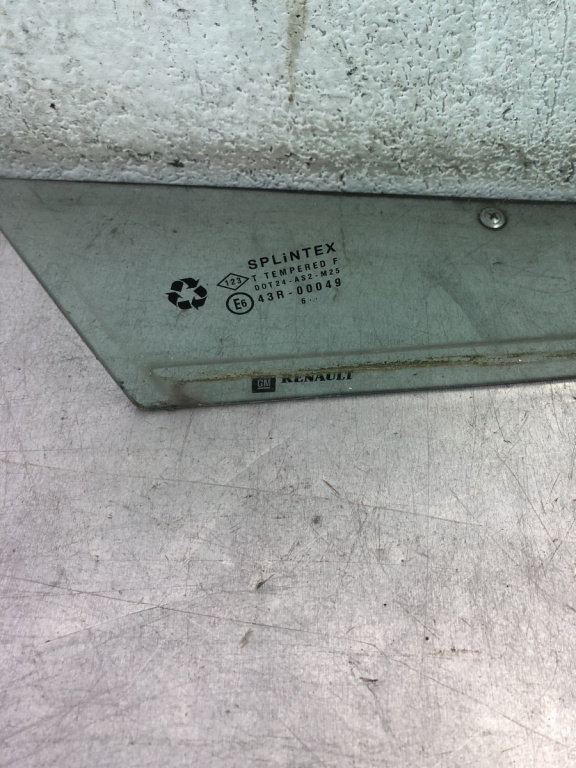 SPLiNTEX
123 T TEMPERED F
DOT24-AS2-M25
E6 43R-00049
GM RENAULT